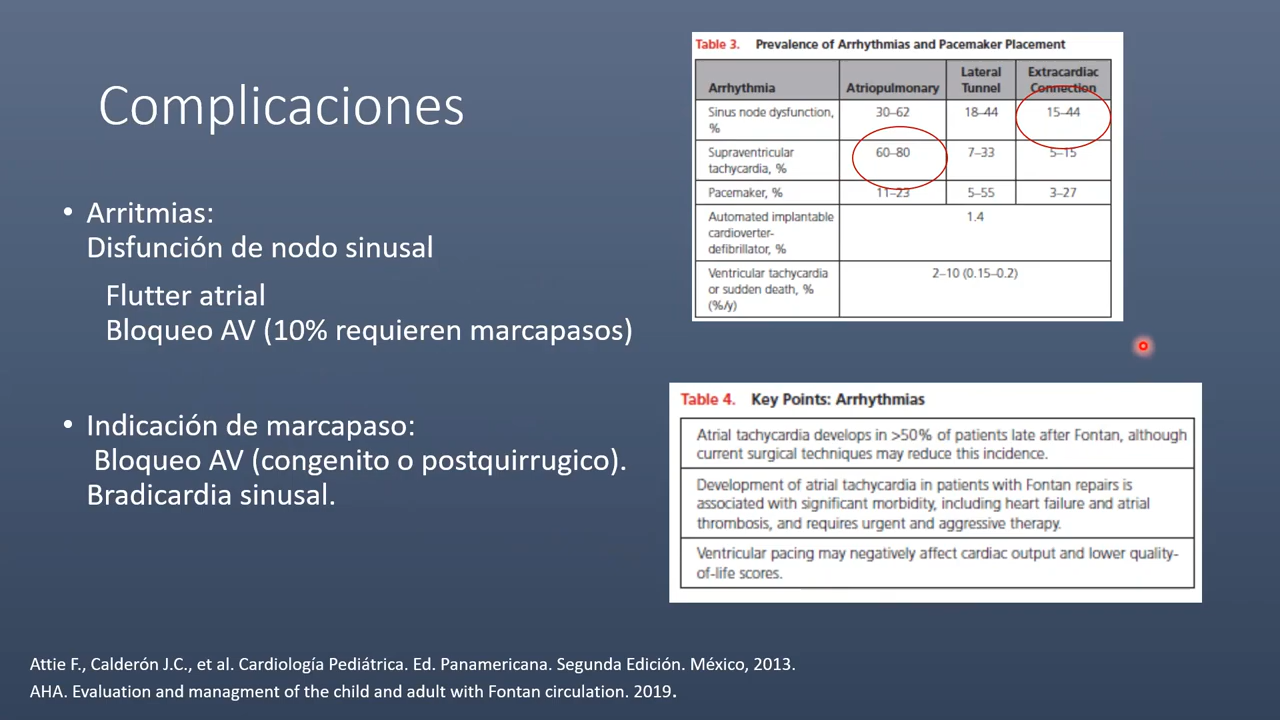 Complicaciones
• Arritmias:
Disfunción de nodo sinusal
Flutter atrial
Bloqueo AV (10% requieren marcapasos)
• Indicación de marcapaso:
Bloqueo AV (congenito o postquirrugico).
Bradicardia sinusal.
Table 3. Prevalence of Arrhythmias and Pacemaker Placement
Arrhythmia Atriopulmonary Lateral Tunnel Extracardiac Connection
Sinus node dysfunction, % 30–62 18–44 15–44
Supraventricular tachycardia, % 60–80 7–33 5–15
Pacemaker, % 11–23 5–55 3–27
Automated implantable cardioverter-defibrillator, % 1.4
Ventricular tachycardia or sudden death, % (%/y) 2–10 (0.15–0.2)
Table 4. Key Points: Arrhythmias
Atrial tachycardia develops in >50% of patients late after Fontan, although
current surgical techniques may reduce this incidence.
Development of atrial tachycardia in patients with Fontan repairs is
associated with significant morbidity, including heart failure and atrial
thrombosis, and requires urgent and aggressive therapy.
Ventricular pacing may negatively affect cardiac output and lower quality-
of-life scores.
Attie F., Calderón J.C., et al. Cardiología Pediátrica. Ed. Panamericana. Segunda Edición. México, 2013.
AHA. Evaluation and managment of the child and adult with Fontan circulation. 2019.